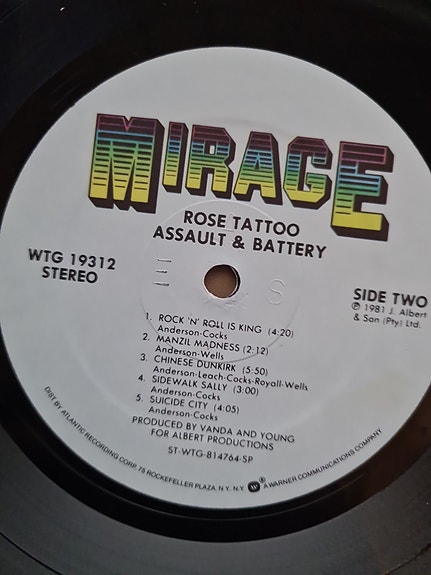 MIRAGE
ROSE TATTOO
ASSAULT & BATTERY
WTG 19312
STEREO
SIDE TWO
℗ 1981 J. Albert
& Son (Pty) Ltd.
1. ROCK 'N' ROLL IS KING (4:20)
Anderson-Cocks
2. MANZIL MADNESS (2:12)
Anderson-Wells
3. CHINESE DUNKIRK (5:50)
Anderson-Leach-Cocks-Royall-Wells
4. SIDEWALK SALLY (3:00)
Anderson-Cocks
5. SUICIDE CITY (4:05)
Anderson-Cocks
PRODUCED BY VANDA AND YOUNG
FOR ALBERT PRODUCTIONS
ST-WTG-814764-SP
DIST. BY ATLANTIC RECORDING CORP. 75 ROCKEFELLER PLAZA, N.Y. N.Y. W A WARNER COMMUNICATIONS COMPANY